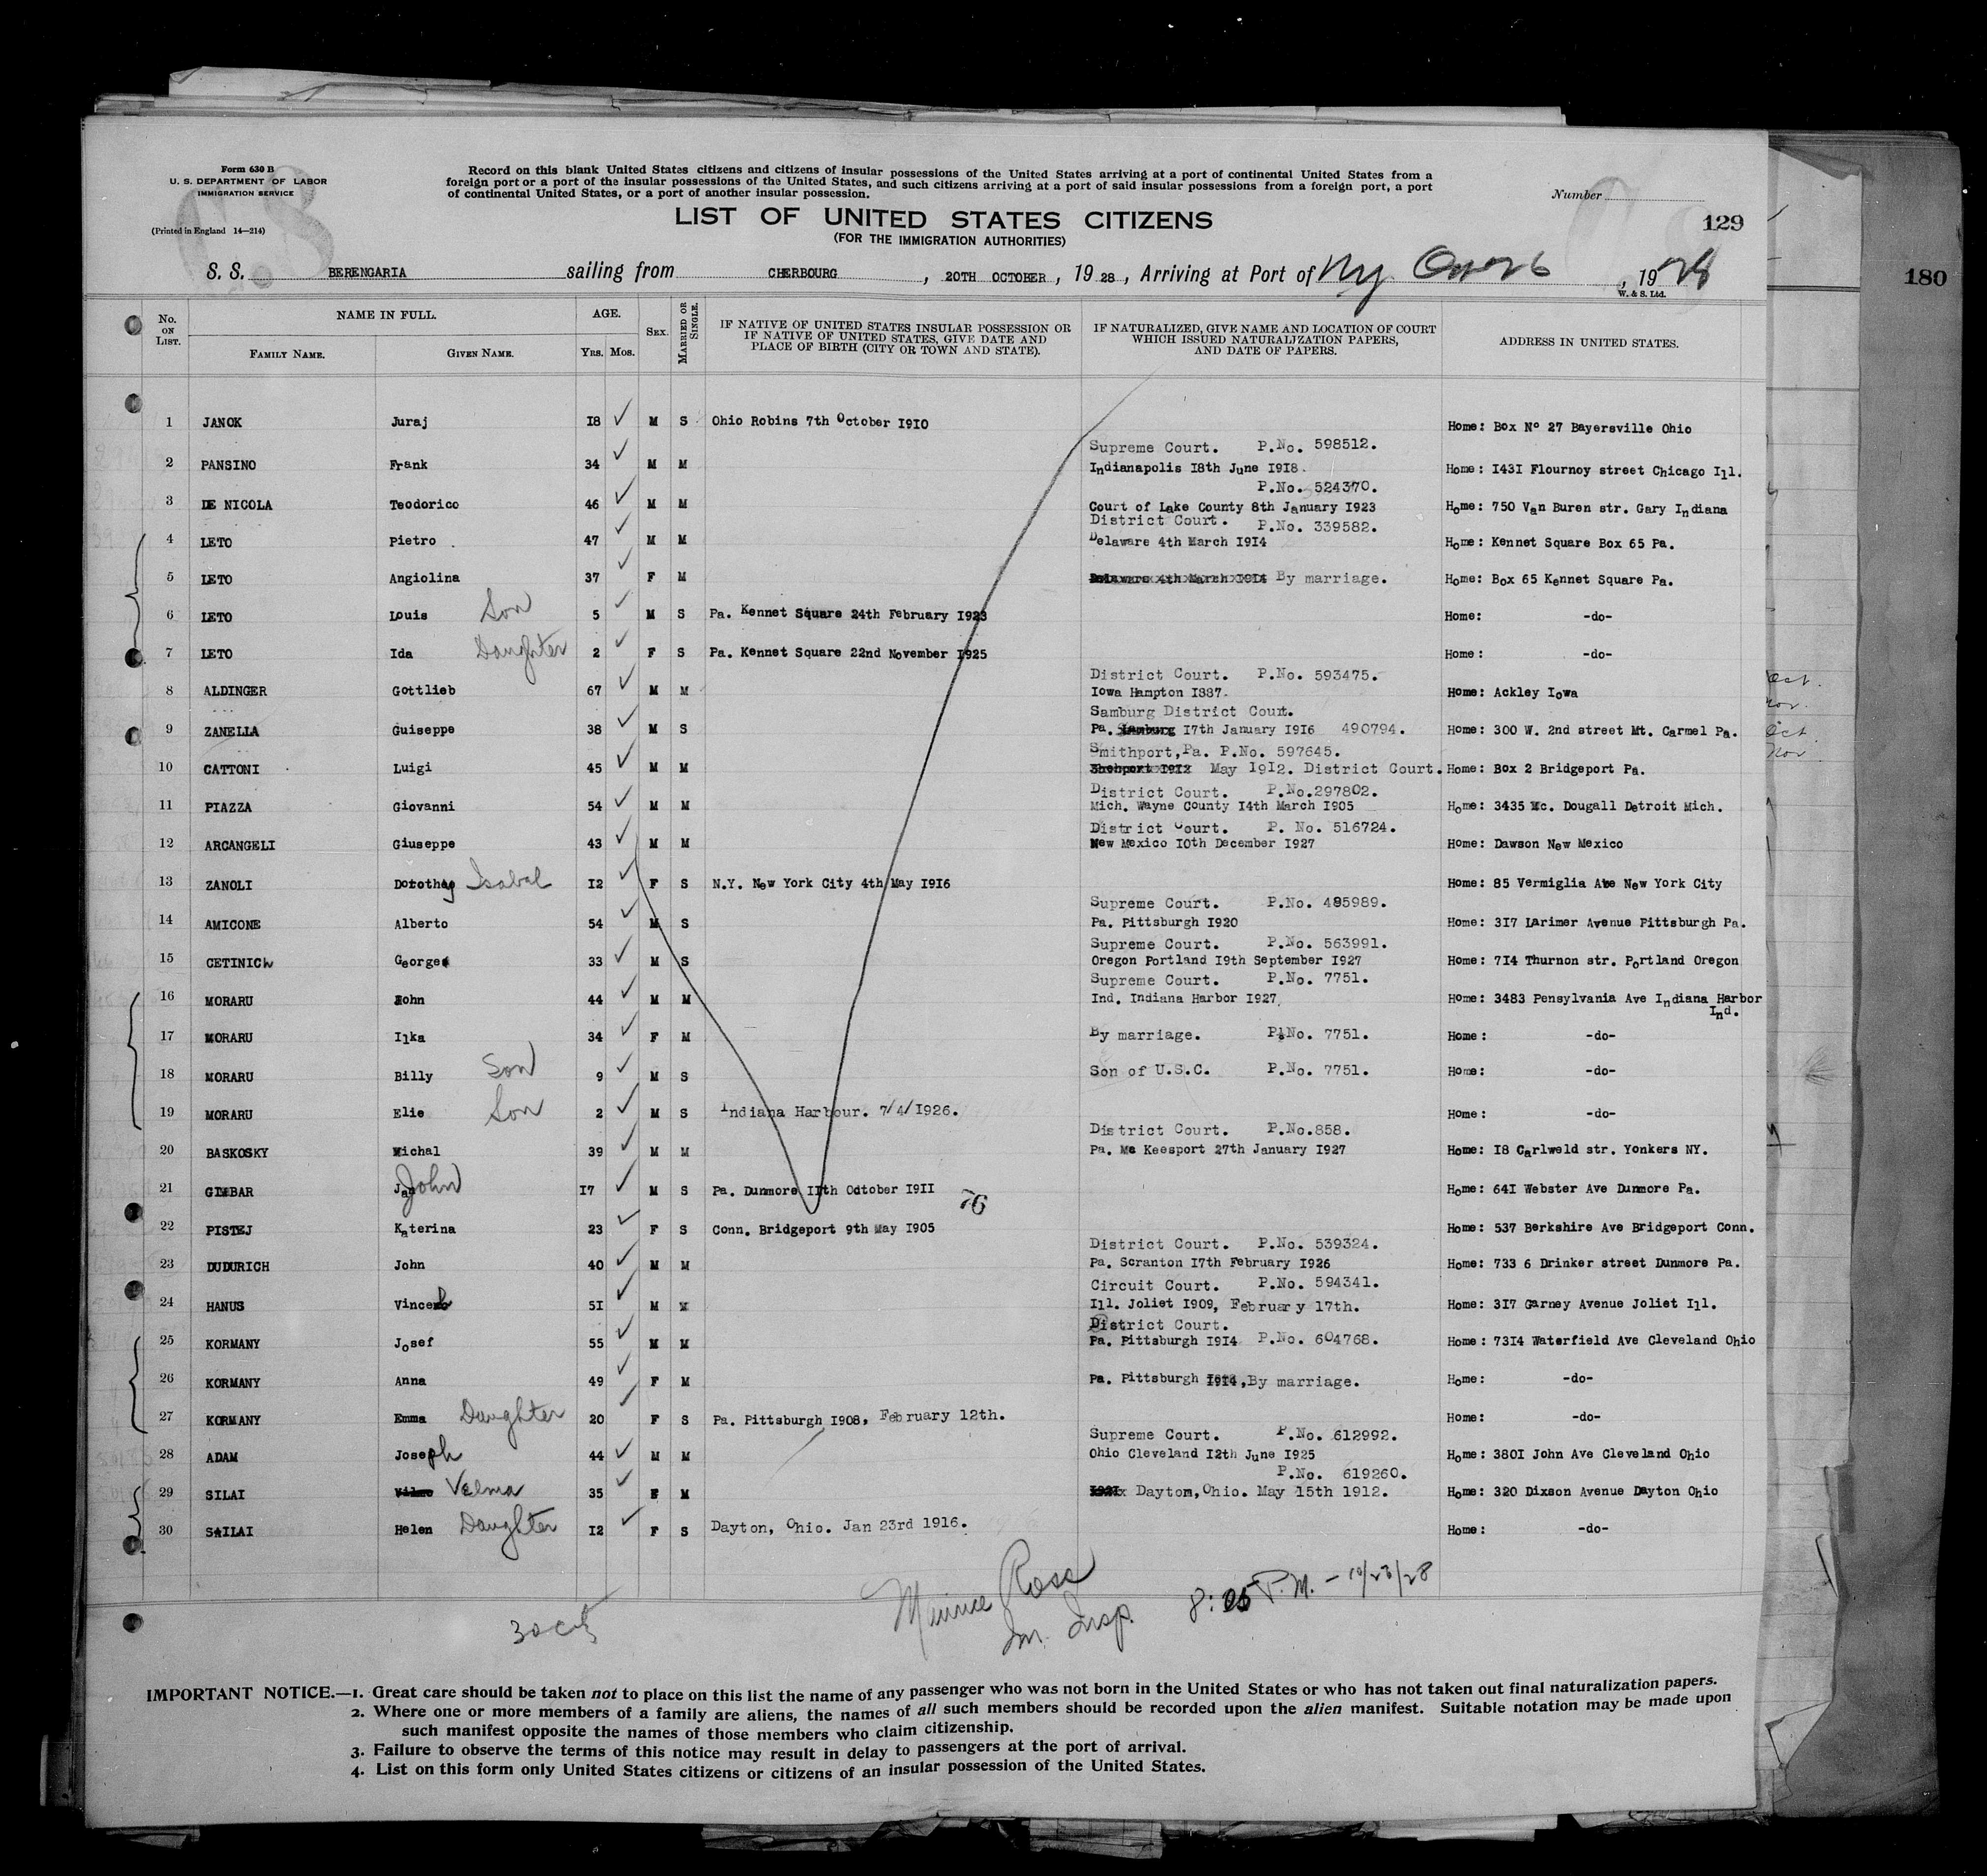 Form 630 B
U. S. DEPARTMENT OF LABOR
IMMIGRATION SERVICE
(Printed in England 14—214)
Record on this blank United States citizens and citizens of insular possessions of the United States arriving at a port of continental United States from a
foreign port or a port of the insular possessions of the United States, and such citizens arriving at a port of said insular possessions from a foreign port, a port
of continental United States, or a port of another insular possession.
Number
129
180
LIST OF UNITED STATES CITIZENS
(FOR THE IMMIGRATION AUTHORITIES)
S. S. BERENGARIA sailing from CHERBOURG, 20TH OCTOBER, 1928, Arriving at Port of Ny, 1928
W. & S. Ltd.
No. ON LIST.
NAME IN FULL.
FAMILY NAME. GIVEN NAME.
AGE.
YRS. MOS.
SEX.
MARRIED OR SINGLE.
IF NATIVE OF UNITED STATES INSULAR POSSESSION OR
IF NATIVE OF UNITED STATES, GIVE DATE AND
PLACE OF BIRTH (CITY OR TOWN AND STATE).
IF NATURALIZED, GIVE NAME AND LOCATION OF COURT
WHICH ISSUED NATURALIZATION PAPERS,
AND DATE OF PAPERS.
ADDRESS IN UNITED STATES.
1 JANOK Juraj 18 M S Ohio Robins 7th October 1910 Home: Box Nº 27 Bayersville Ohio
Supreme Court. P.No. 598512.
2 PANSINO Frank 34 M M Indianapolis 18th June 1918. Home: 1431 Flournoy street Chicago Ill.
P.No. 524370.
3 DE NICOLA Teodorico 46 M M Court of Lake County 8th January 1923 Home: 750 Van Buren str. Gary Indiana
District Court. P.No. 339582.
4 LETO Pietro 47 M M Delaware 4th March 1914 Home: Kennet Square Box 65 Pa.
5 LETO Angiolina 37 F M Delaware 4th March 1914 By marriage. Home: Box 65 Kennet Square Pa.
6 LETO Louis Son 5 M S Pa. Kennet Square 24th February 1923 Home: -do-
7 LETO Ida Daughter 2 F S Pa. Kennet Square 22nd November 1925 Home: -do-
District Court. P.No. 593475.
8 ALDINGER Gottlieb 67 M M Iowa Hampton 1887. Home: Ackley Iowa
Samburg District Court.
9 ZANELLA Guiseppe 38 M S Pa. 17th January 1916 490794. Home: 300 W. 2nd street Mt. Carmel Pa.
Smithport, Pa. P.No. 597645.
10 CATTONI Luigi 45 M M May 1912. District Court. Home: Box 2 Bridgeport Pa.
District Court. P.No.297802.
11 PIAZZA Giovanni 54 M M Mich. Wayne County 14th March 1905 Home: 3435 Mc. Dougall Detroit Mich.
District Court. P. No. 516724.
12 ARCANGELI Giuseppe 43 M M New Mexico 10th December 1927 Home: Dawson New Mexico
13 ZANOLI Dorothy Isabal 12 F S N.Y. New York City 4th May 1916 Home: 85 Vermiglia Ave New York City
Supreme Court. P.No. 485989.
14 AMICONE Alberto 54 M S Pa. Pittsburgh 1920 Home: 317 Larimer Avenue Pittsburgh Pa.
Supreme Court. P.No. 563991.
15 CETINICH George 33 M S Oregon Portland 19th September 1927 Home: 714 Thurnon str. Portland Oregon
Supreme Court. P.No. 7751.
16 MORARU John 44 M M Ind. Indiana Harbor 1927. Home: 3483 Pensylvania Ave Indiana Harbor
Ind.
17 MORARU Ilka 34 F M By marriage. P.No. 7751. Home: -do-
18 MORARU Billy Son 9 M S Son of U.S.C. P.No. 7751. Home: -do-
19 MORARU Elie Son 2 M S Indiana Harbour. 7/4/1926. Home: -do-
District Court. P.No.858.
20 BASKOSKY Michal 39 M M Pa. Mc Keesport 27th January 1927 Home: 18 Carlweld str. Yonkers NY.
21 GIMBAR Jan John 17 M S Pa. Dunmore 11th October 1911 Home: 641 Webster Ave Dunmore Pa.
76
22 PISTEJ Katerina 23 F S Conn. Bridgeport 9th May 1905 Home: 537 Berkshire Ave Bridgeport Conn.
District Court. P.No. 539324.
23 DUDURICH John 40 M M Pa. Scranton 17th February 1926 Home: 733 6 Drinker street Dunmore Pa.
Circuit Court. P.No. 594341.
24 HANUS Vincent 51 M M Ill. Joliet 1909, February 17th. Home: 317 Garney Avenue Joliet Ill.
District Court.
25 KORMANY Josef 55 M M Pa. Pittsburgh 1914 P.No. 604768. Home: 7314 Waterfield Ave Cleveland Ohio
26 KORMANY Anna 49 F M Pa. Pittsburgh 1914, By marriage. Home: -do-
27 KORMANY Emma Daughter 20 F S Pa. Pittsburgh 1908, February 12th. Home: -do-
Supreme Court. P.No. 612992.
28 ADAM Joseph 44 M M Ohio Cleveland 12th June 1925 Home: 3801 John Ave Cleveland Ohio
P.No. 619260.
29 SILAI Velma 35 F M 1921 Dayton, Ohio. May 15th 1912. Home: 320 Dixson Avenue Dayton Ohio
30 SAILAI Helen Daughter 12 F S Dayton, Ohio. Jan 23rd 1916. Home: -do-
Ross
Im. Insp.
8:05 P.M. - 10/23/28
IMPORTANT NOTICE.—1. Great care should be taken not to place on this list the name of any passenger who was not born in the United States or who has not taken out final naturalization papers.
2. Where one or more members of a family are aliens, the names of all such members should be recorded upon the alien manifest. Suitable notation may be made upon
such manifest opposite the names of those members who claim citizenship.
3. Failure to observe the terms of this notice may result in delay to passengers at the port of arrival.
4. List on this form only United States citizens or citizens of an insular possession of the United States.